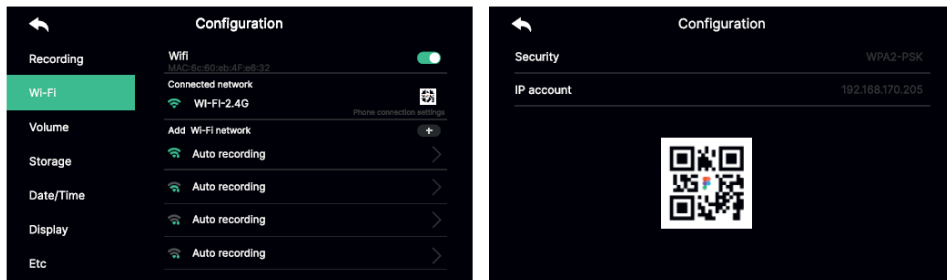 Configuration
Recording
Wi-Fi
Volume
Storage
Date/Time
Display
Etc
Wifi
MAC:6c:60:eb:4F:e6:32
Connected network
WI-FI-2.4G
Phone connection settings
Add Wi-Fi network
Auto recording
Auto recording
Auto recording
Auto recording
Configuration
Security WPA2-PSK
IP account 192.168.170.205